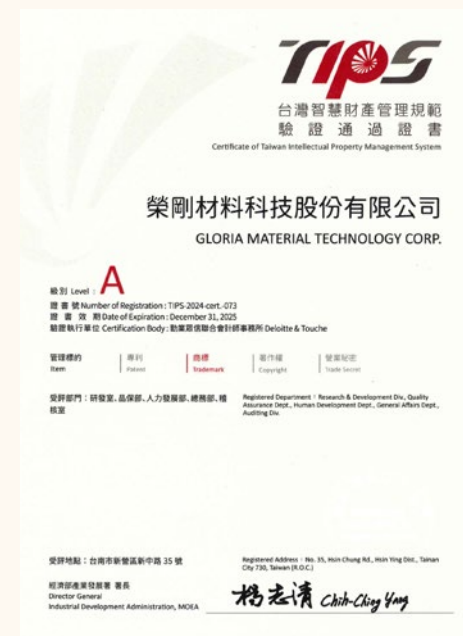 TIPS
台灣智慧財產管理規範
驗證通過證書
Certificate of Taiwan Intellectual Property Management System
榮剛材料科技股份有限公司
GLORIA MATERIAL TECHNOLOGY CORP.
級別 Level : A
證書號 Number of Registration : TIPS-2024-cert.-073
證書效期 Date of Expiration : December 31, 2025
驗證執行單位 Certification Body : 勤業眾信聯合會計師事務所 Deloitte & Touche
管理標的 專利 商標 著作權 營業秘密
Item Patent Trademark Copyright Trade Secret
受評部門：研發室、品保部、人力發展部、總務部、稽
核室
Registered Department : Research & Development Div., Quality
Assurance Dept., Human Development Dept., General Affairs Dept.,
Auditing Div.
受評地點：台南市新營區新中路 35 號
Registered Address : No. 35, Hsin Chung Rd., Hsin Ying Dist., Tainan
City 730, Taiwan (R.O.C.)
經濟部產業發展署 署長
Director General
Industrial Development Administration, MOEA
楊志清 Chih-Ching Yang